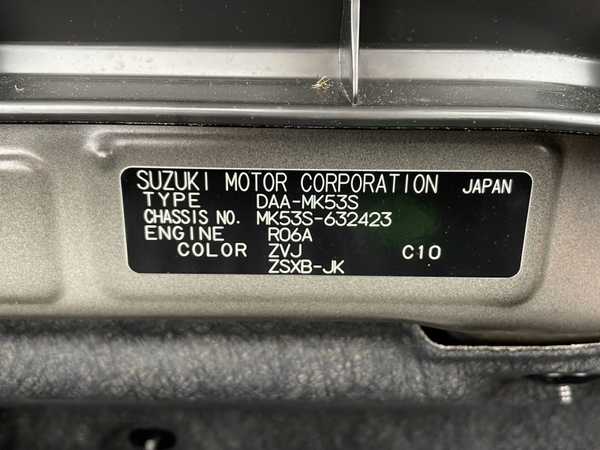 SUZUKI MOTOR CORPORATION JAPAN
TYPE DAA-MK53S
CHASSIS NO. MK53S-632423
ENGINE R06A
COLOR ZVJ C10
ZSXB-JK